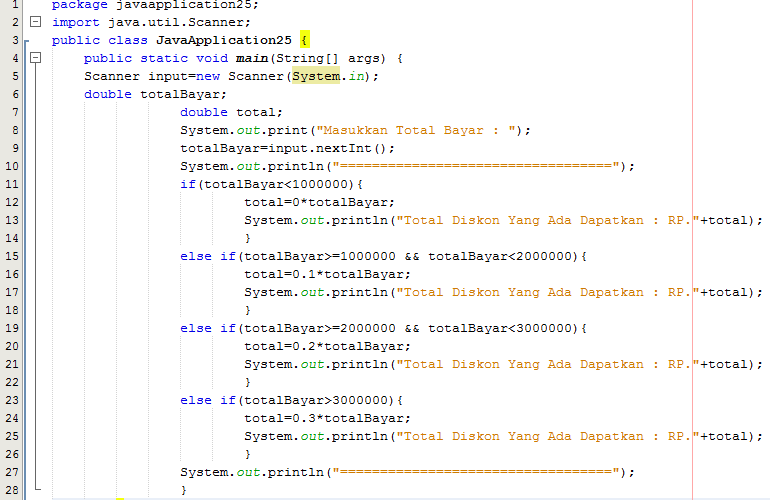 1 package javaapplication25;
2 import java.util.Scanner;
3 public class JavaApplication25 {
4 public static void main(String[] args) {
5 Scanner input=new Scanner(System.in);
6 double totalBayar;
7 double total;
8 System.out.print("Masukkan Total Bayar : ");
9 totalBayar=input.nextInt();
10 System.out.println("==================================");
11 if(totalBayar<1000000){
12 total=0*totalBayar;
13 System.out.println("Total Diskon Yang Ada Dapatkan : RP."+total);
14 }
15 else if(totalBayar>=1000000 && totalBayar<2000000){
16 total=0.1*totalBayar;
17 System.out.println("Total Diskon Yang Ada Dapatkan : RP."+total);
18 }
19 else if(totalBayar>=2000000 && totalBayar<3000000){
20 total=0.2*totalBayar;
21 System.out.println("Total Diskon Yang Ada Dapatkan : RP."+total);
22 }
23 else if(totalBayar>3000000){
24 total=0.3*totalBayar;
25 System.out.println("Total Diskon Yang Ada Dapatkan : RP."+total);
26 }
27 System.out.println("==================================");
28 }